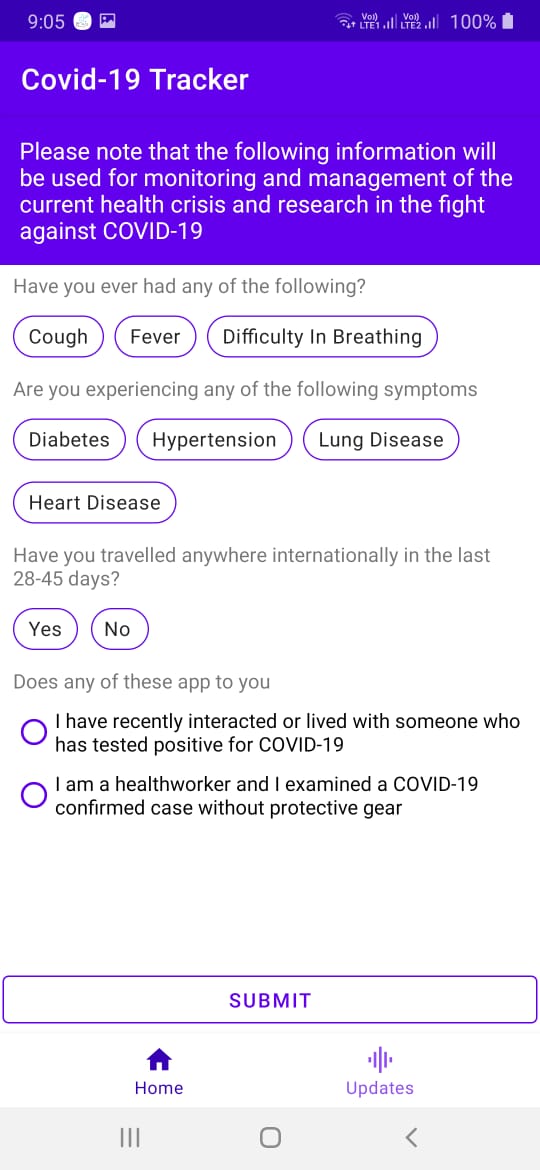 9:05 Vo) LTE1 Vo) LTE2 100%
Covid-19 Tracker
Please note that the following information will
be used for monitoring and management of the
current health crisis and research in the fight
against COVID-19
Have you ever had any of the following?
Cough Fever Difficulty In Breathing
Are you experiencing any of the following symptoms
Diabetes Hypertension Lung Disease
Heart Disease
Have you travelled anywhere internationally in the last
28-45 days?
Yes No
Does any of these app to you
I have recently interacted or lived with someone who
has tested positive for COVID-19
I am a healthworker and I examined a COVID-19
confirmed case without protective gear
SUBMIT
Home Updates